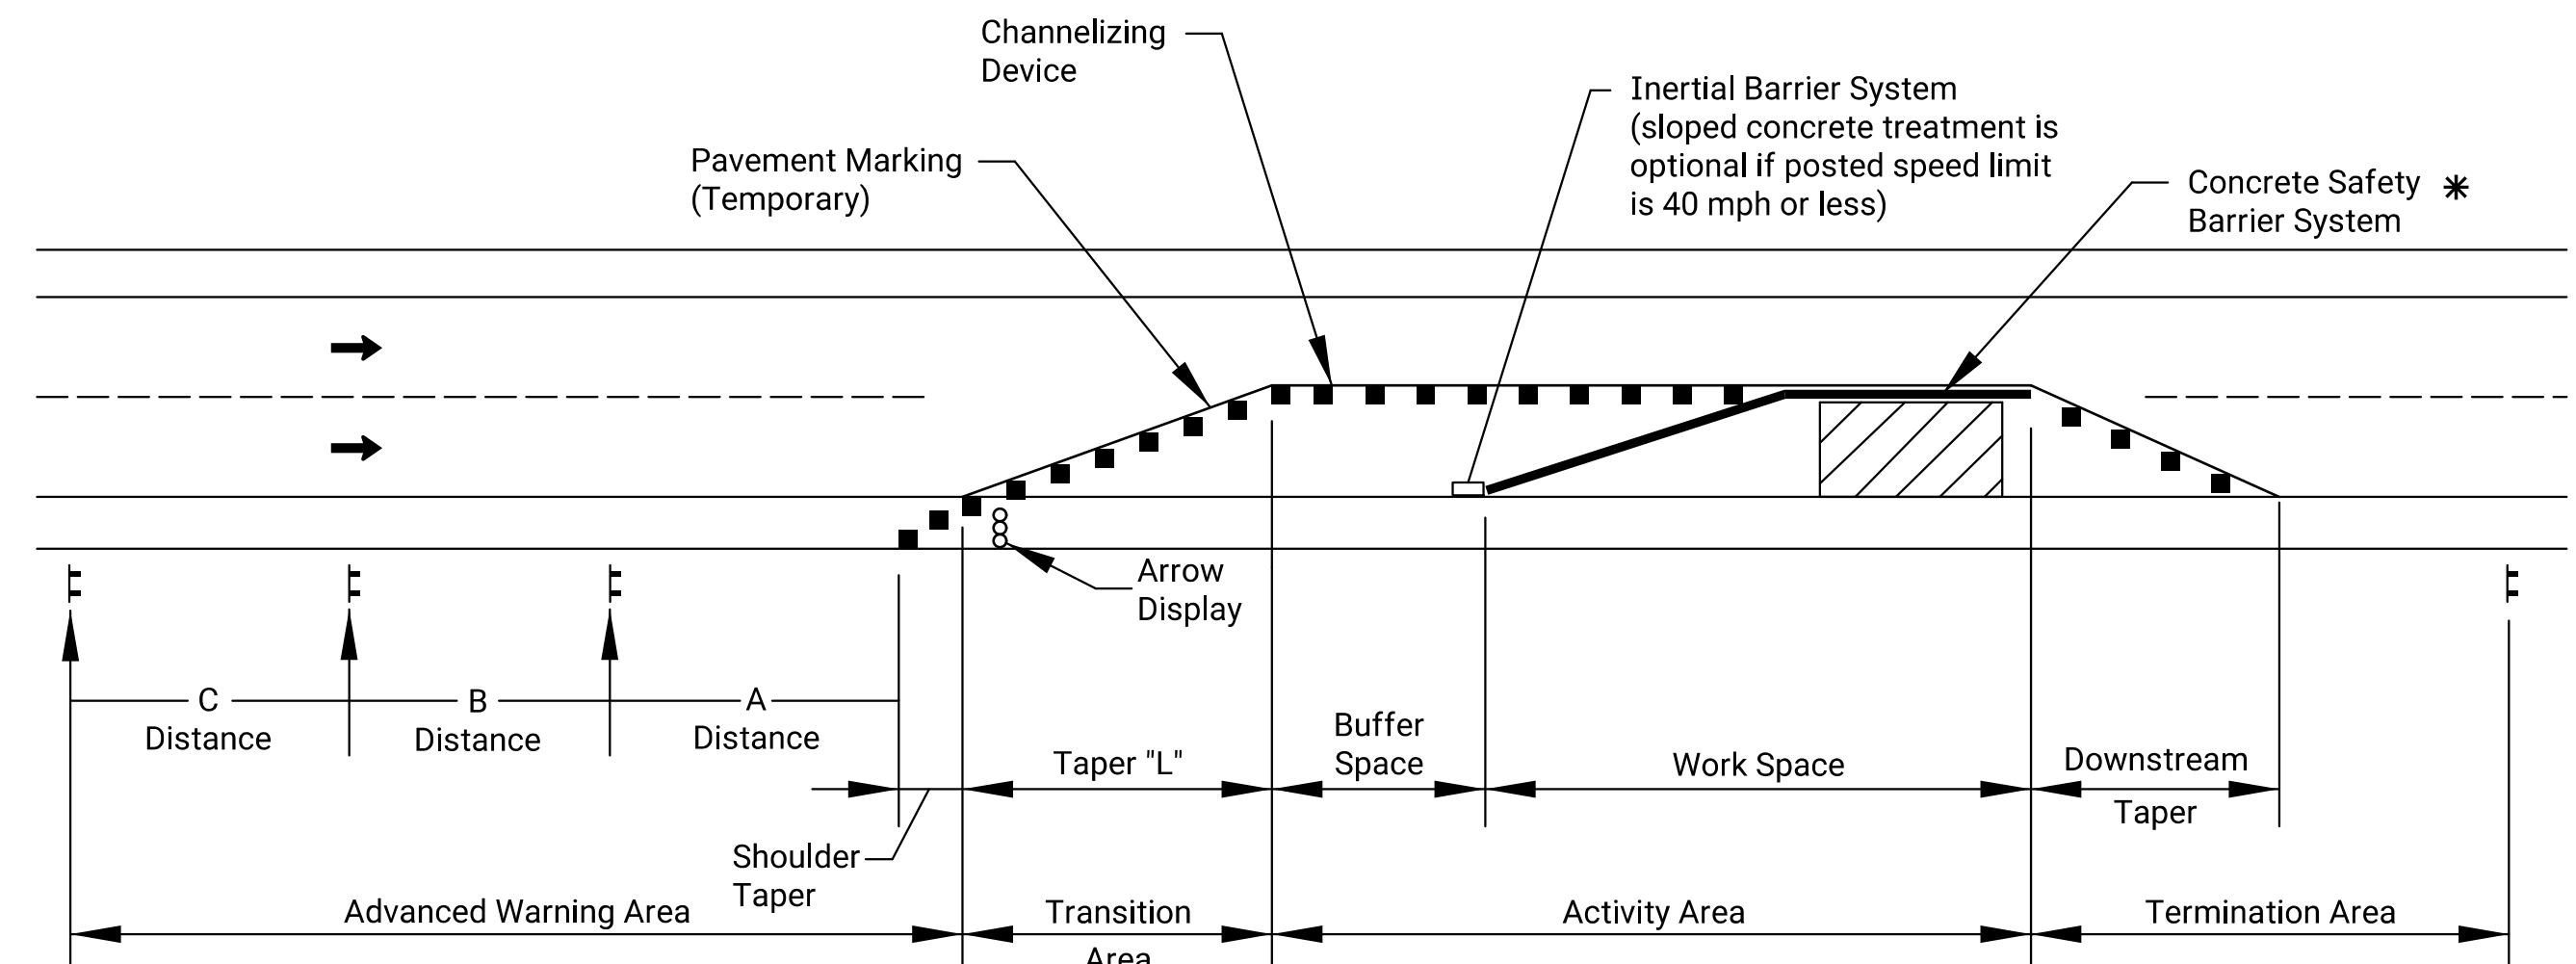 Channelizing
Device
Inertial Barrier System
(sloped concrete treatment is
optional if posted speed limit
is 40 mph or less)
Pavement Marking
(Temporary)
Concrete Safety *
Barrier System
Arrow
Display
C
Distance
B
Distance
A
Distance
Buffer
Space
Taper "L"
Work Space
Downstream
Taper
Shoulder
Taper
Advanced Warning Area
Transition
Area
Activity Area
Termination Area